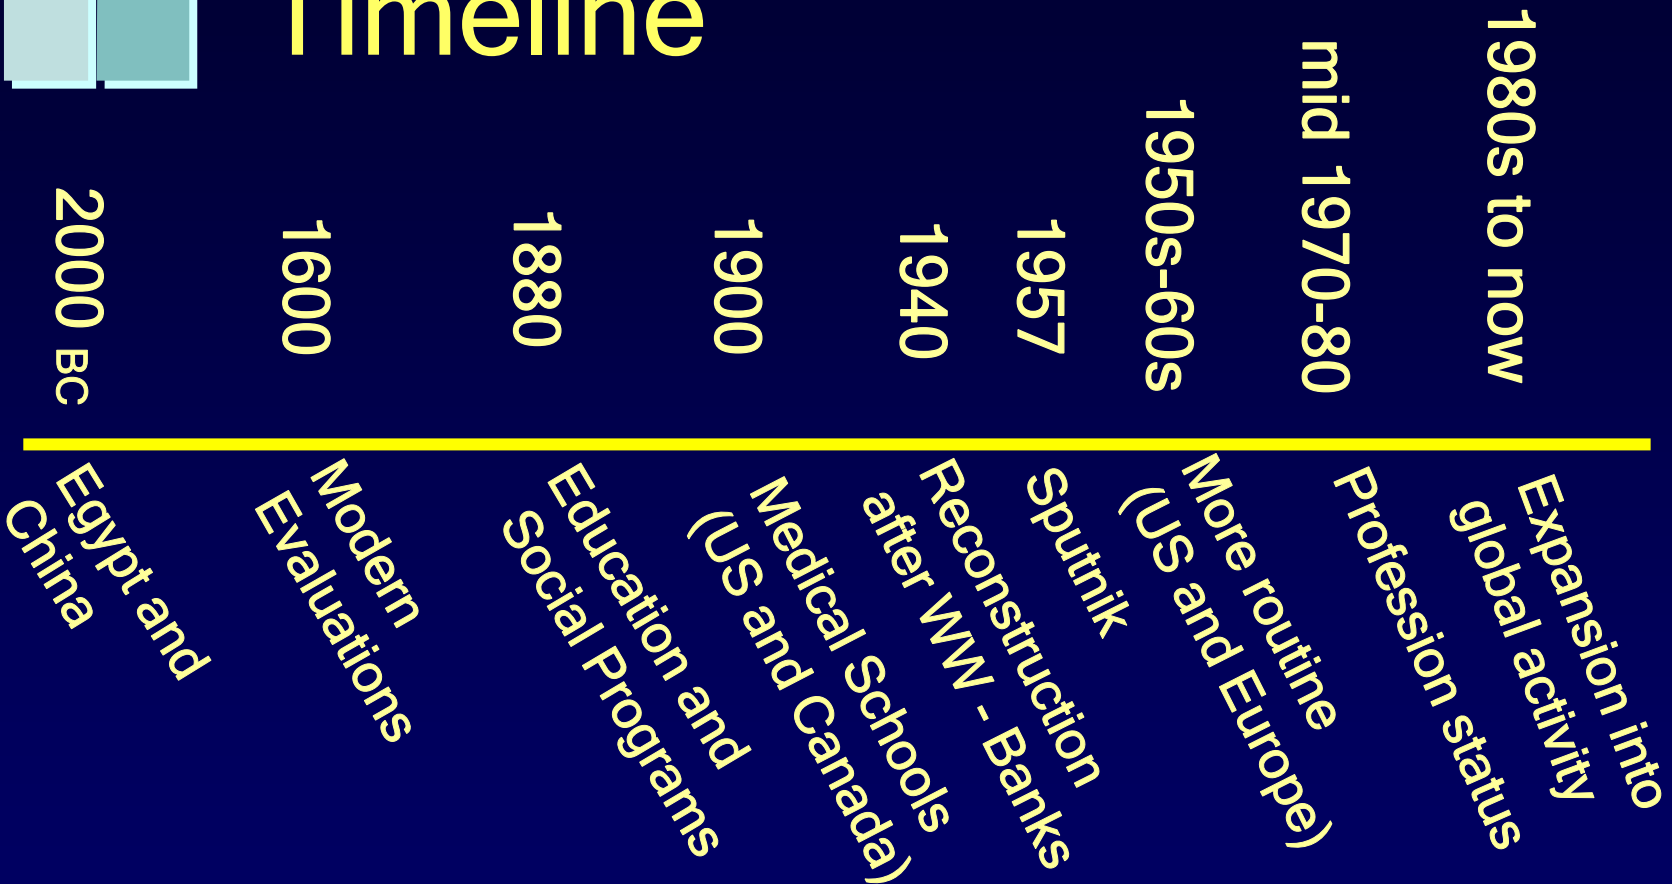 Timeline
2000 BC
1600
1880
1900
1940
1957
1950s-60s
mid 1970-80
1980s to now
Egypt and
China
Modern
Evaluations
Education and
Social Programs
Medical Schools
(US and Canada)
Reconstruction
after WW - Banks
Sputnik
More routine
(US and Europe)
Profession status
Expansion into
global activity